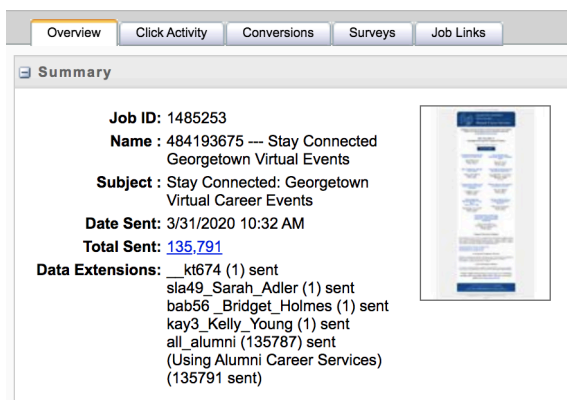 Overview Click Activity Conversions Surveys Job Links
Summary
Job ID: 1485253
Name : 484193675 --- Stay Connected
Georgetown Virtual Events
Subject : Stay Connected: Georgetown
Virtual Career Events
Date Sent: 3/31/2020 10:32 AM
Total Sent: 135,791
Data Extensions: __kt674 (1) sent
sla49_Sarah_Adler (1) sent
bab56 _Bridget_Holmes (1) sent
kay3_Kelly_Young (1) sent
all_alumni (135787) sent
(Using Alumni Career Services)
(135791 sent)